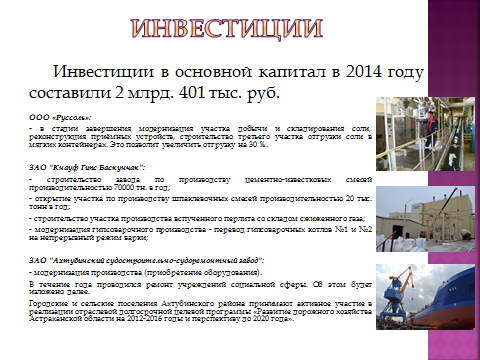 ИНВЕСТИЦИИ
Инвестиции в основной капитал в 2014 году
составили 2 млрд. 401 тыс. руб.
ООО «Руссоль»:
- в стадии завершения модернизация участка добычи и складирования соли,
реконструкция приёмных устройств, строительство третьего участка отгрузки соли в
мягких контейнерах. Это позволит увеличить отгрузку на 30 %.
ЗАО "Кнауф Гипс Баскунчак":
- строительство завода по производству цементно-известковых смесей
производительностью 70000 тн. в год;
- открытие участка по производству шпаклевочных смесей производительностью 20 тыс.
тонн в год;
- строительство участка производства вспученного перлита со складом сжиженного газа;
- модернизация гипсоварочного производства - перевод гипсоварочных котлов №1 и №2
на непрерывный режим варки;
ЗАО "Ахтубинский судостроительно-судоремонтный завод":
- модернизация производства (приобретение оборудования).
В течение года проводился ремонт учреждений социальной сферы. Об этом будет
изложено далее.
Городские и сельские поселения Ахтубинского района принимают активное участие в
реализации отраслевой долгосрочной целевой программы «Развитие дорожного хозяйства
Астраханской области на 2012-2016 годы и перспективу до 2020 года».